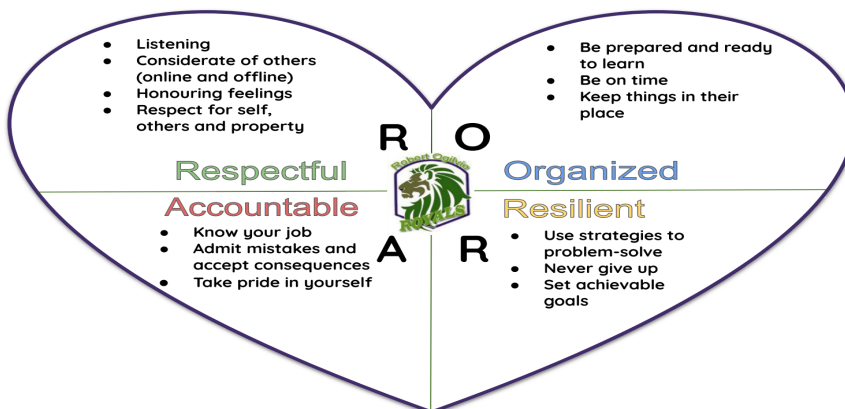 • Listening
• Considerate of others
(online and offline)
• Honouring feelings
• Respect for self,
others and property
• Be prepared and ready
to learn
• Be on time
• Keep things in their
place
R O
Respectful
Robert Ogilvie
ROYALS
Organized
Accountable
Resilient
A R
• Know your job
• Admit mistakes and
accept consequences
• Take pride in yourself
• Use strategies to
problem-solve
• Never give up
• Set achievable
goals